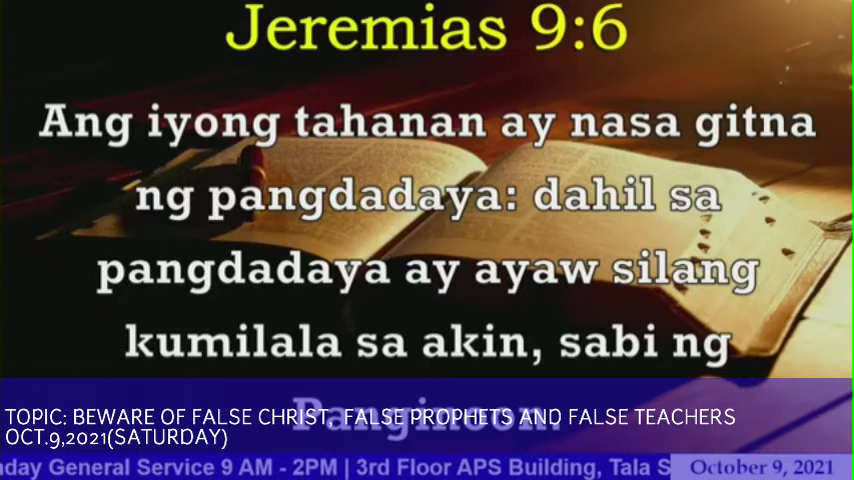 Jeremias 9:6
Ang iyong tahanan ay nasa gitna
ng pangdadaya: dahil sa
pangdadaya ay ayaw silang
kumilala sa akin, sabi ng
Panginoon.
TOPIC: BEWARE OF FALSE CHRIST, FALSE PROPHETS AND FALSE TEACHERS
OCT.9,2021(SATURDAY)
day General Service 9 AM - 2PM | 3rd Floor APS Building, Tala S
October 9, 2021